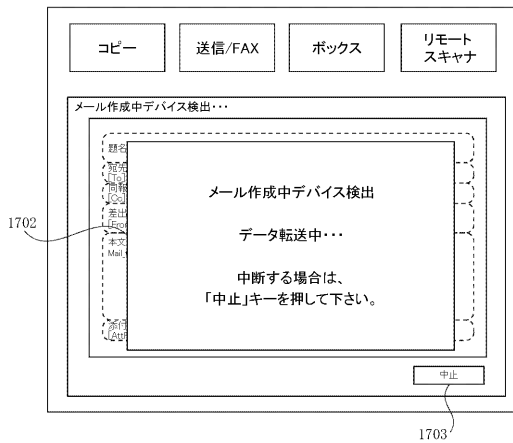 コピー
送信/FAX
ボックス
リモート
スキャナ
メール作成中デバイス検出・・・
題名
宛先
[To]
同報
[Cc]
差出
[Fro
本文
Mail_
添付
[Att
メール作成中デバイス検出
データ転送中・・・
中断する場合は、
「中止」キーを押して下さい。
中止
1702
1703